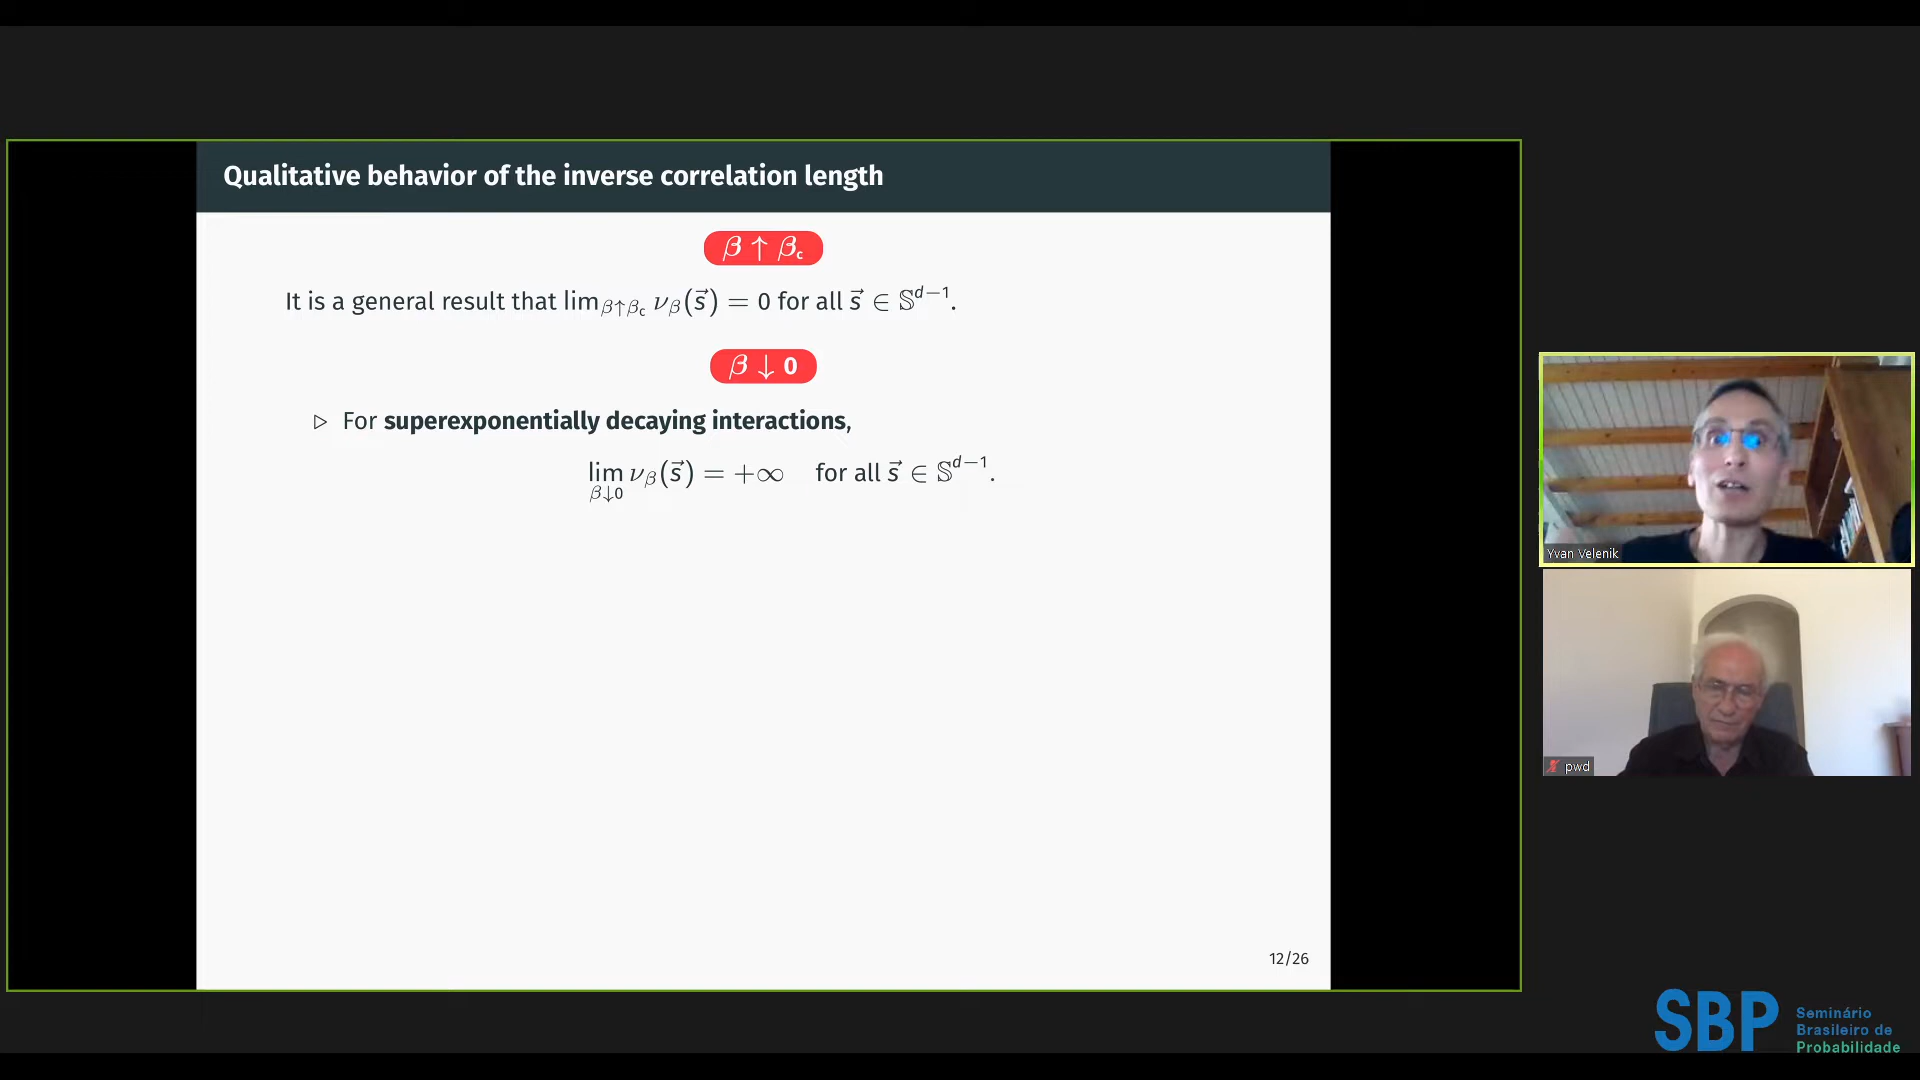 Qualitative behavior of the inverse correlation length
β ↑ β_c
It is a general result that lim_{β↑β_c} ν_β(s⃗) = 0 for all s⃗ ∈ 𝕊^{d−1}.
β ↓ 0
▷ For superexponentially decaying interactions,
lim_{β↓0} ν_β(s⃗) = +∞ for all s⃗ ∈ 𝕊^{d−1}.
12/26
Yvan Velenik
pwd
SBP
Seminário
Brasileiro de
Probabilidade